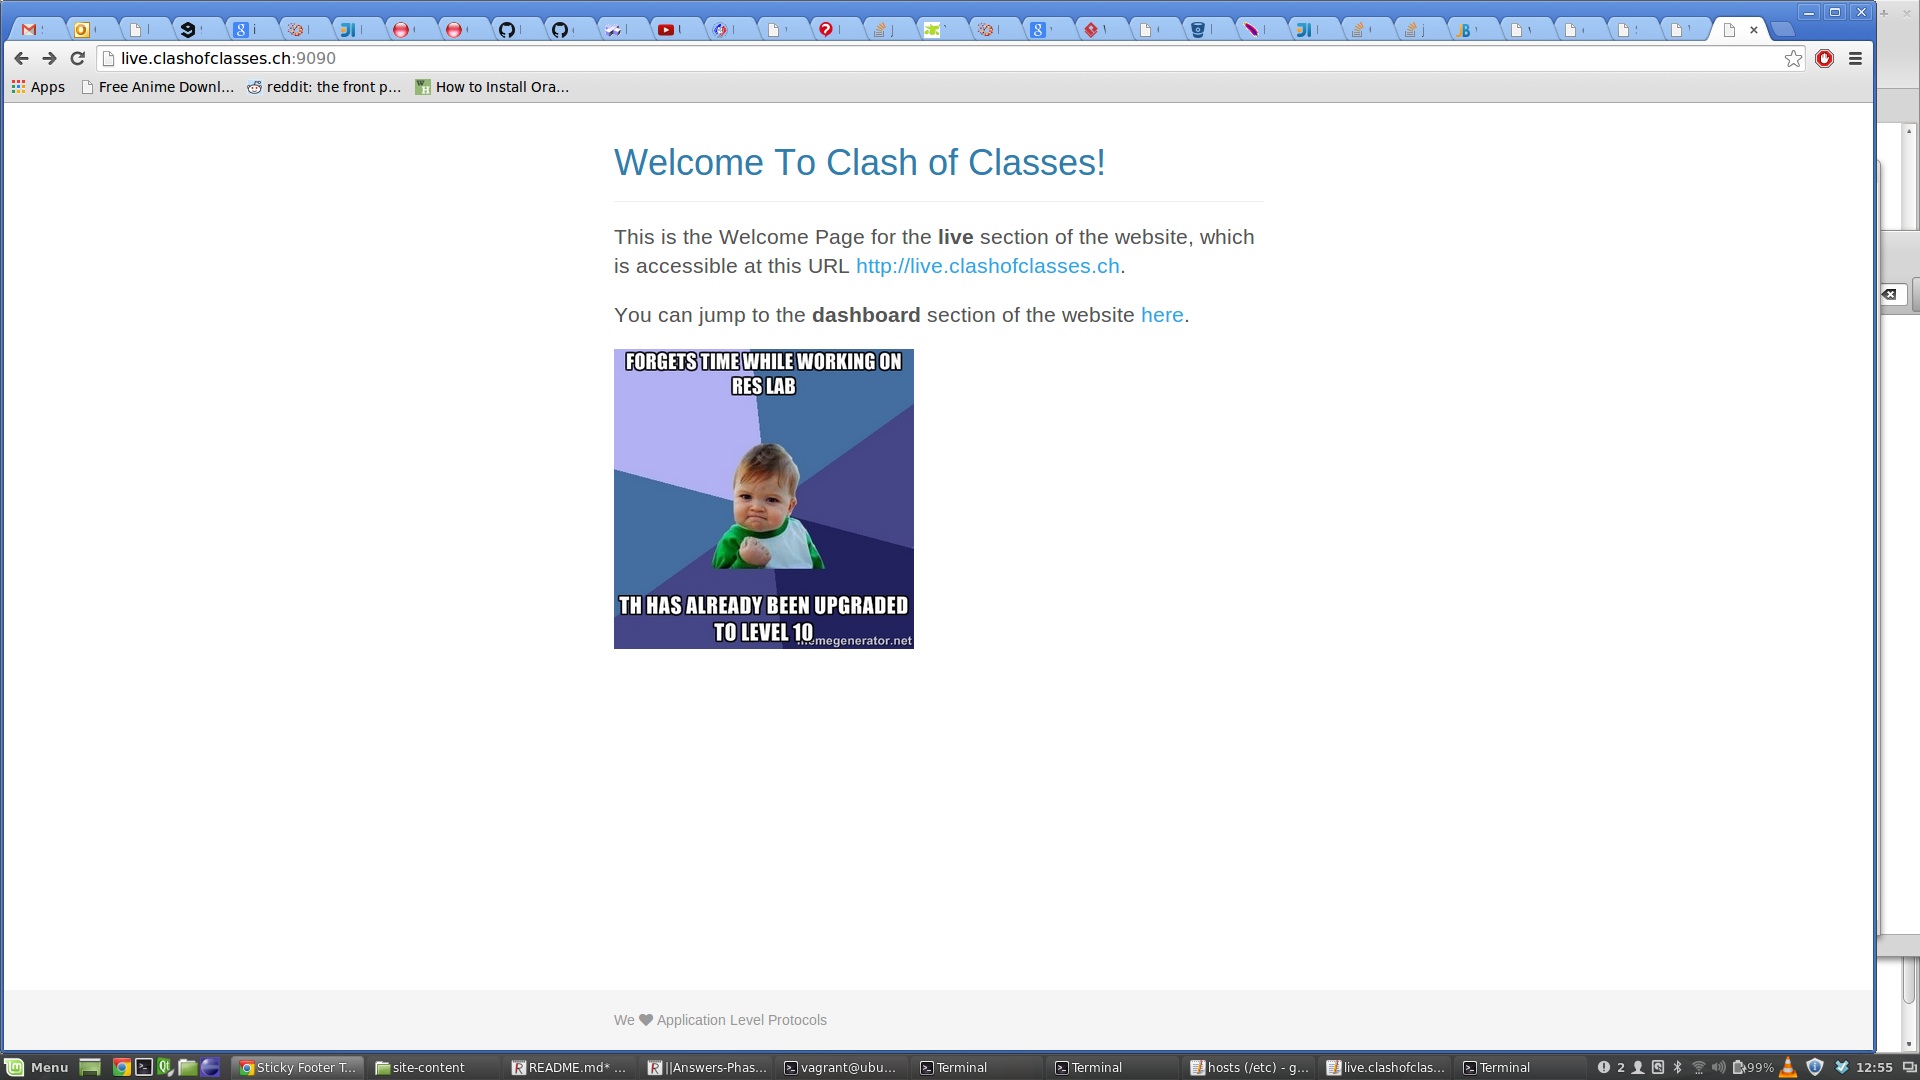 live.clashofclasses.ch:9090
Apps Free Anime Downl... reddit: the front p... How to Install Ora...
Welcome To Clash of Classes!
This is the Welcome Page for the live section of the website, which
is accessible at this URL http://live.clashofclasses.ch.
You can jump to the dashboard section of the website here.
FORGETS TIME WHILE WORKING ON
RES LAB
TH HAS ALREADY BEEN UPGRADED
TO LEVEL 10
memegenerator.net
We ♥ Application Level Protocols
Menu Sticky Footer T... site-content README.md* ... ||Answers-Phas... vagrant@ubu... Terminal Terminal hosts (/etc) - g... live.clashofclas... Terminal 2 99% 12:55